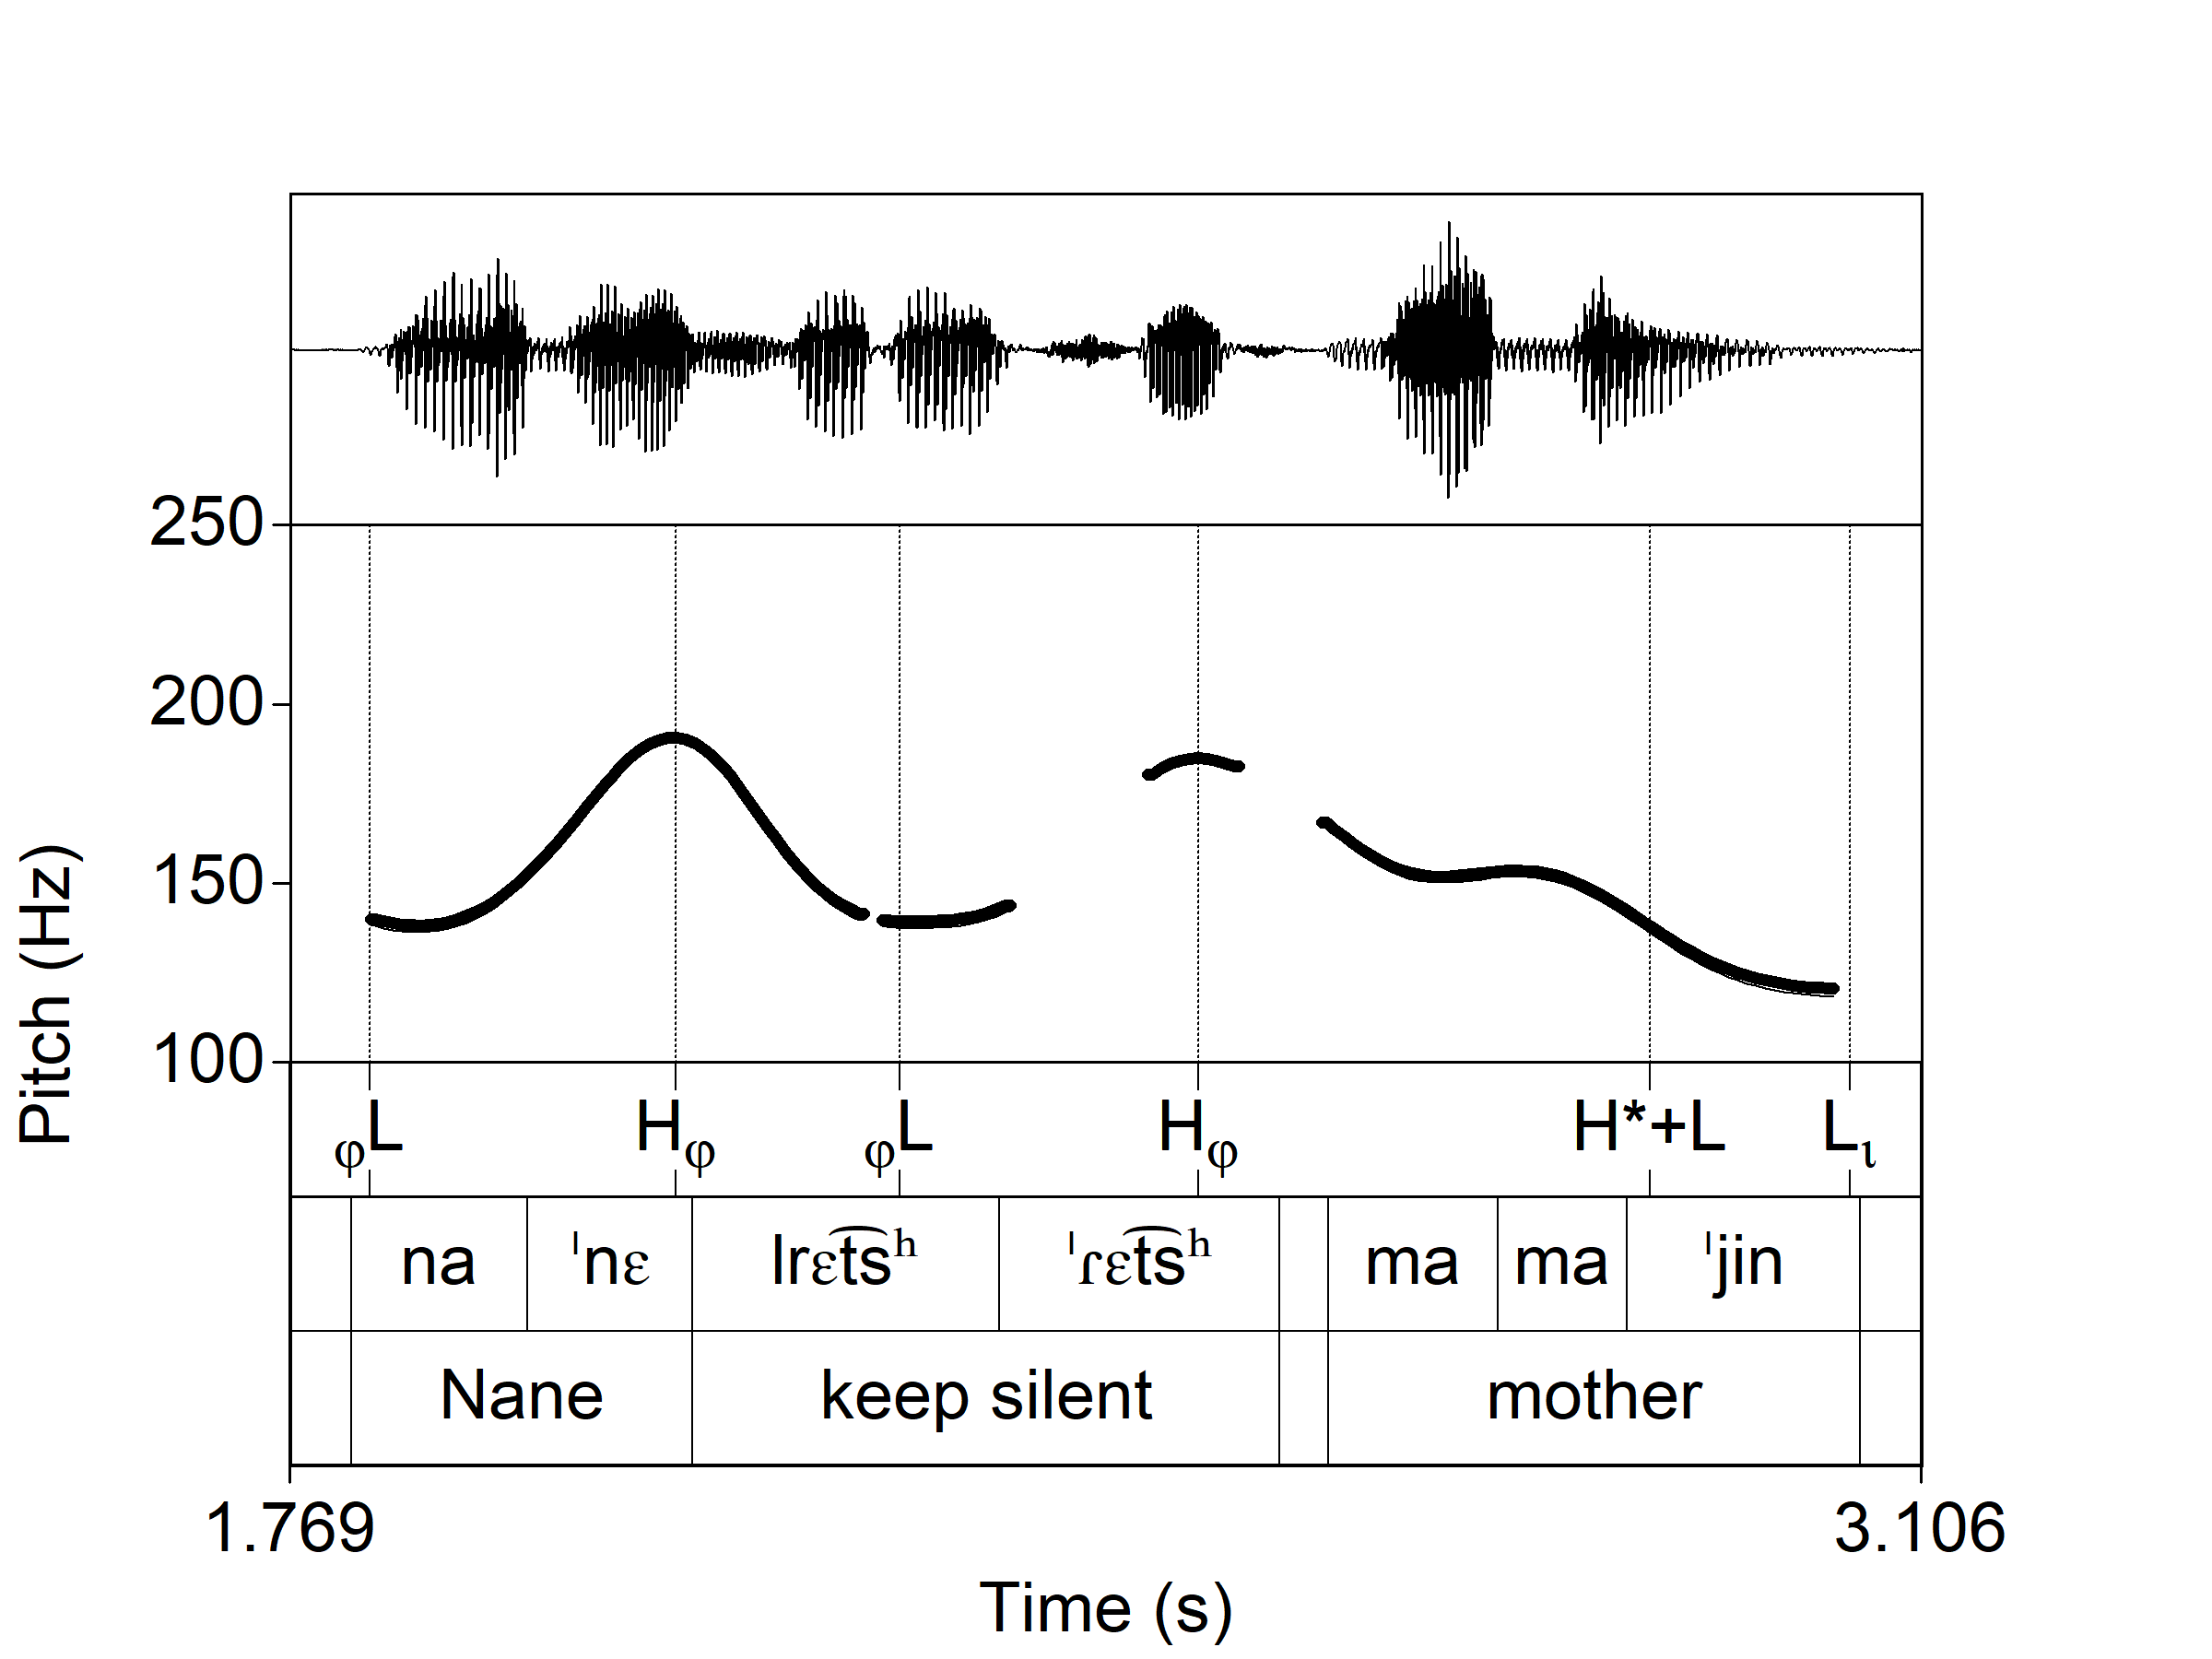 250
200
150
100
Pitch (Hz)
φL Hφ φL Hφ H*+L Lι
na ˈnɛ lrɛt͡sʰ ˈɾɛt͡sʰ ma ma ˈjin
Nane keep silent mother
1.769 3.106
Time (s)